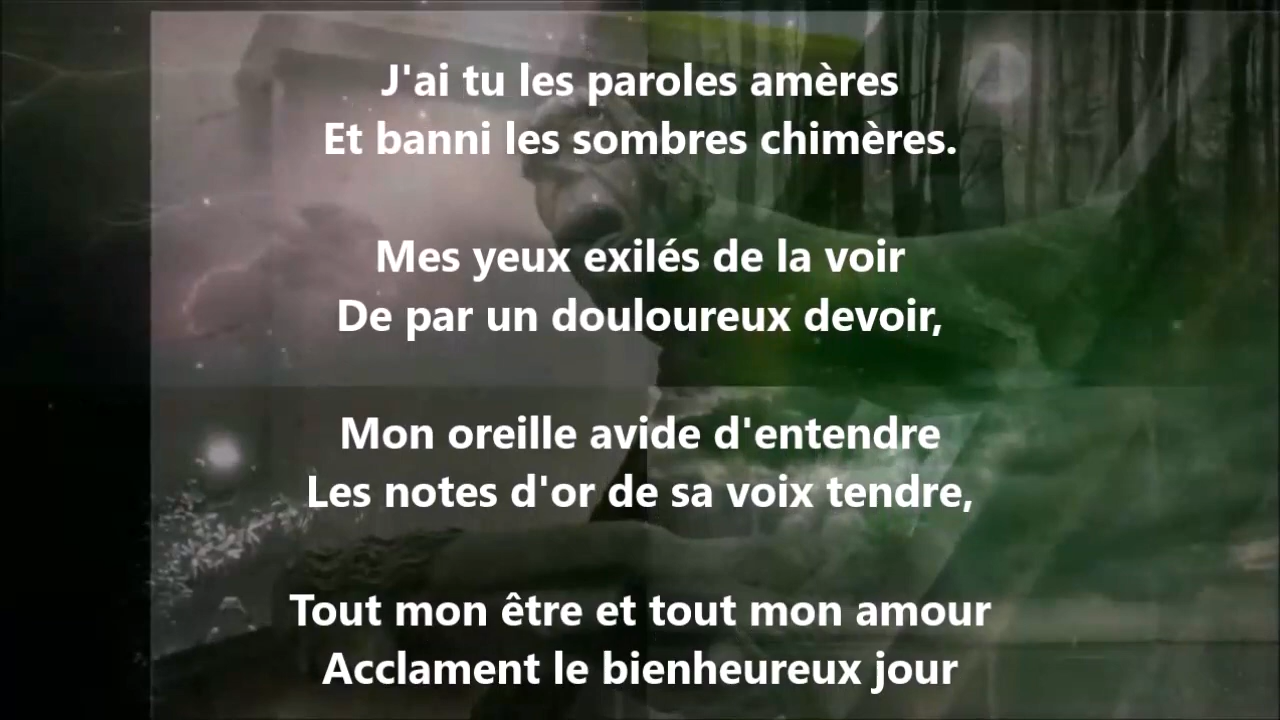 J'ai tu les paroles amères
Et banni les sombres chimères.
Mes yeux exilés de la voir
De par un douloureux devoir,
Mon oreille avide d'entendre
Les notes d'or de sa voix tendre,
Tout mon être et tout mon amour
Acclament le bienheureux jour